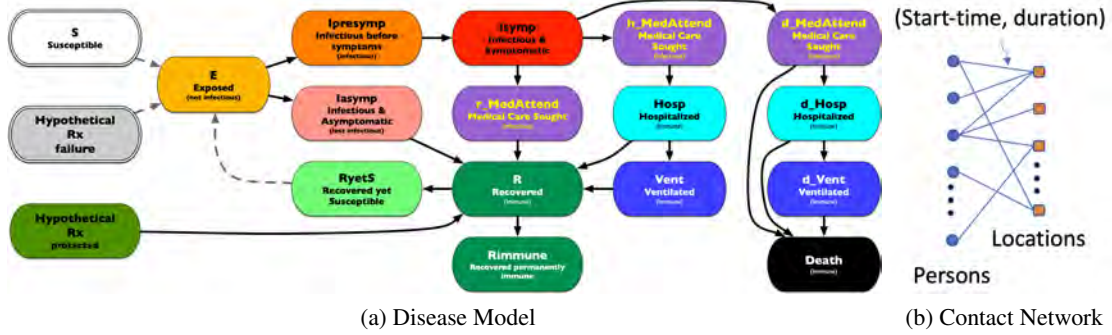 S
Susceptible
Hypothetical
Rx
failure
Hypothetical
Rx
protected
E
Exposed
(not infectious)
Ipresymp
Infectious before
symptoms
(infectious)
Iasymp
Infectious &
Asymptomatic
(less infectious)
RyetS
Recovered yet
Susceptible
Isymp
Infectious &
Symptomatic
r_MedAttend
Medical Care Sought
R
Recovered
(immune)
Rimmune
Recovered permanently
immune
h_MedAttend
Medical Care
Sought
Hosp
Hospitalized
(immune)
Vent
Ventilated
(immune)
d_MedAttend
Medical Care
Sought
d_Hosp
Hospitalized
(immune)
d_Vent
Ventilated
(immune)
Death
(immune)
(a) Disease Model
(Start-time, duration)
Locations
Persons
(b) Contact Network